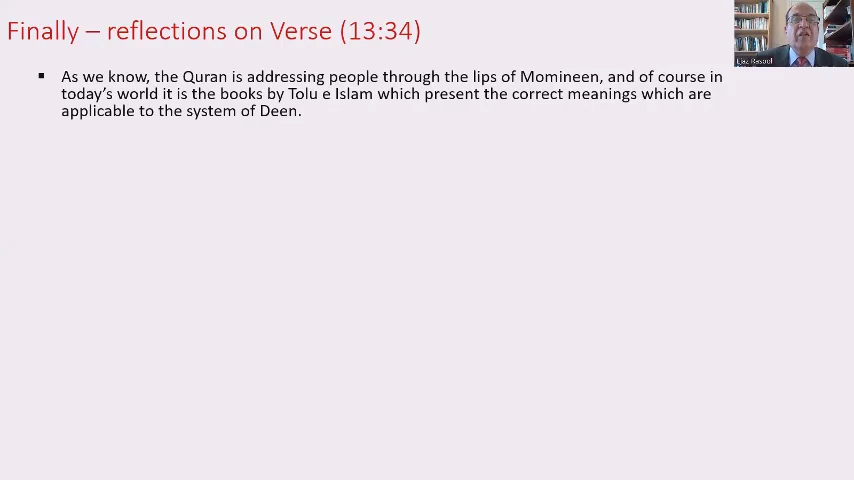 Finally – reflections on Verse (13:34)
▪ As we know, the Quran is addressing people through the lips of Momineen, and of course in
today's world it is the books by Tolu e Islam which present the correct meanings which are
applicable to the system of Deen.
Ejaz Rasool